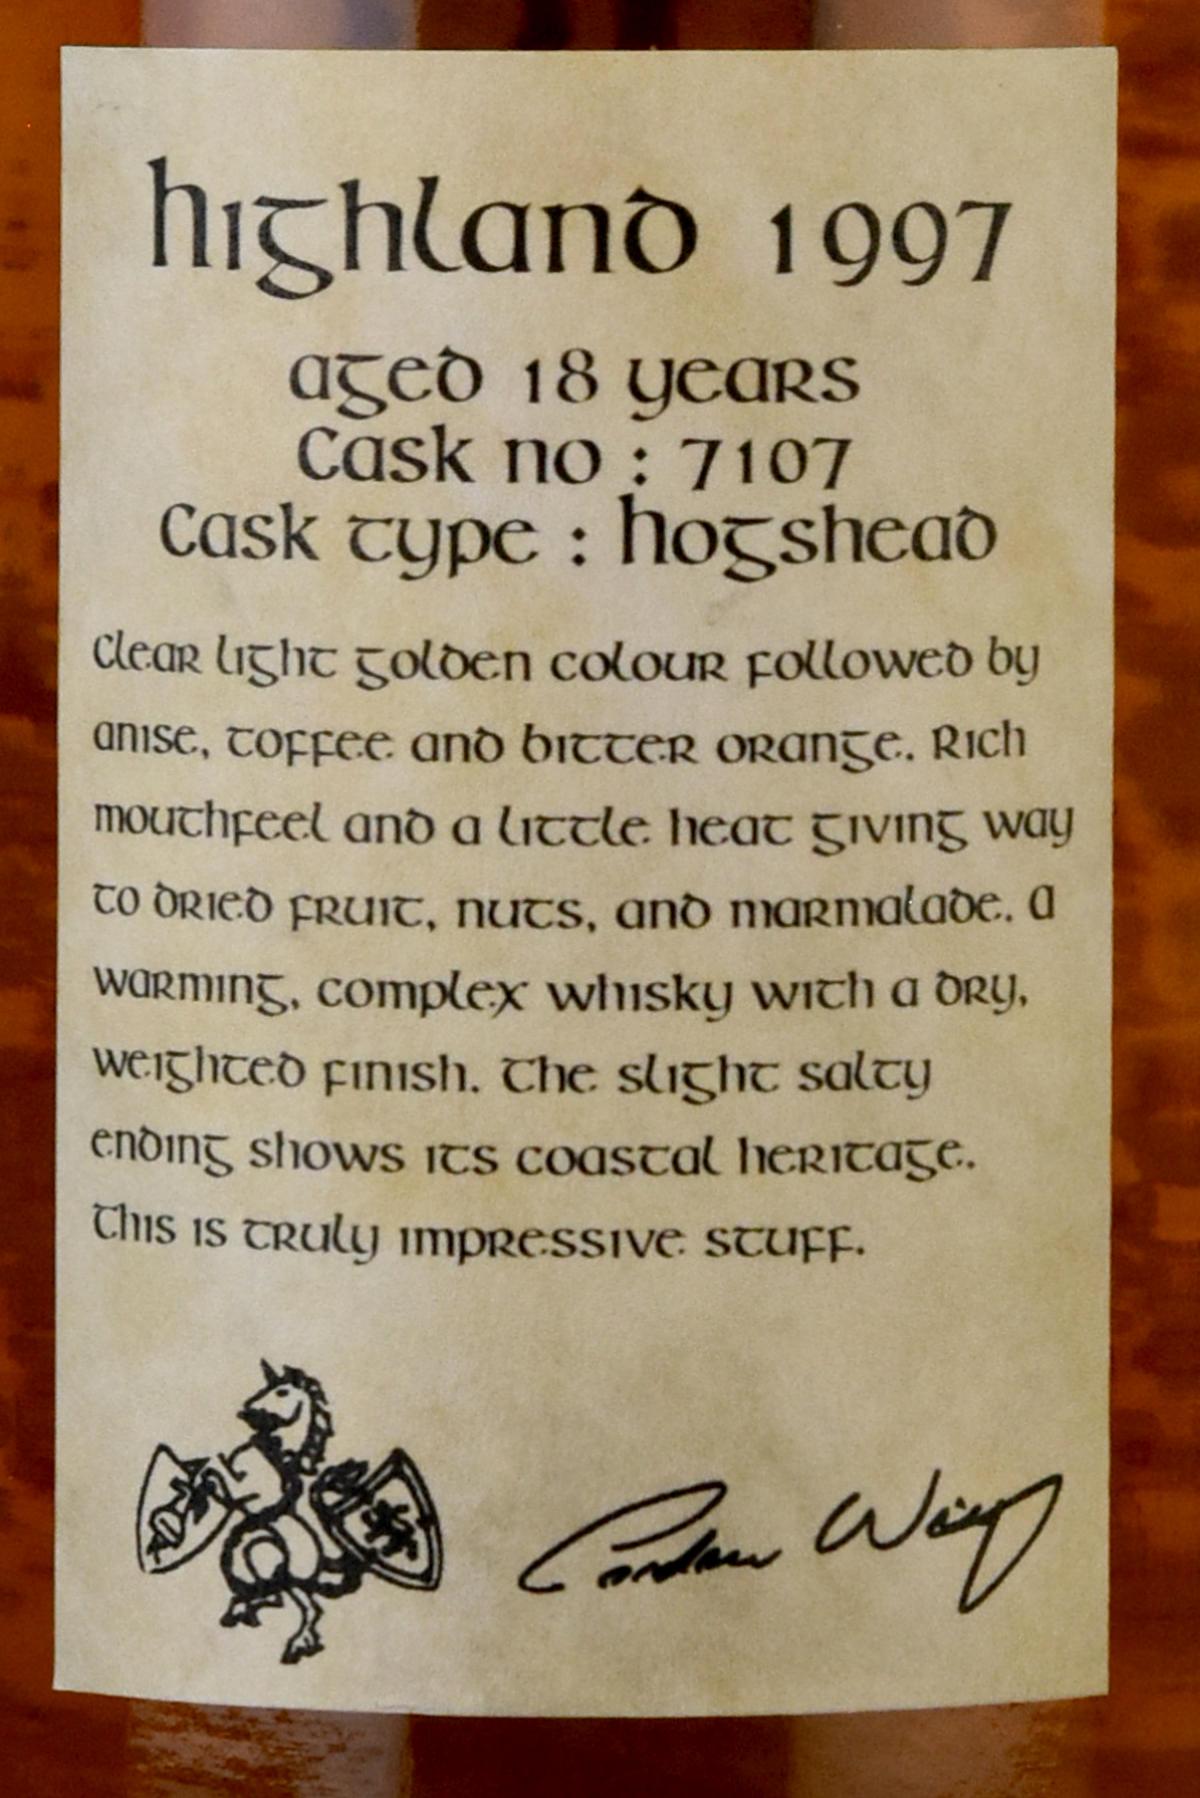 Highland 1997
aged 18 years
Cask no : 7107
Cask type : Hogshead
Clear light golden colour followed by
anise, toffee and bitter orange. Rich
mouthfeel and a little heat giving way
to dried fruit, nuts, and marmalade. A
warming, complex whisky with a dry,
weighted finish. The slight salty
ending shows its coastal heritage.
This is truly impressive stuff.